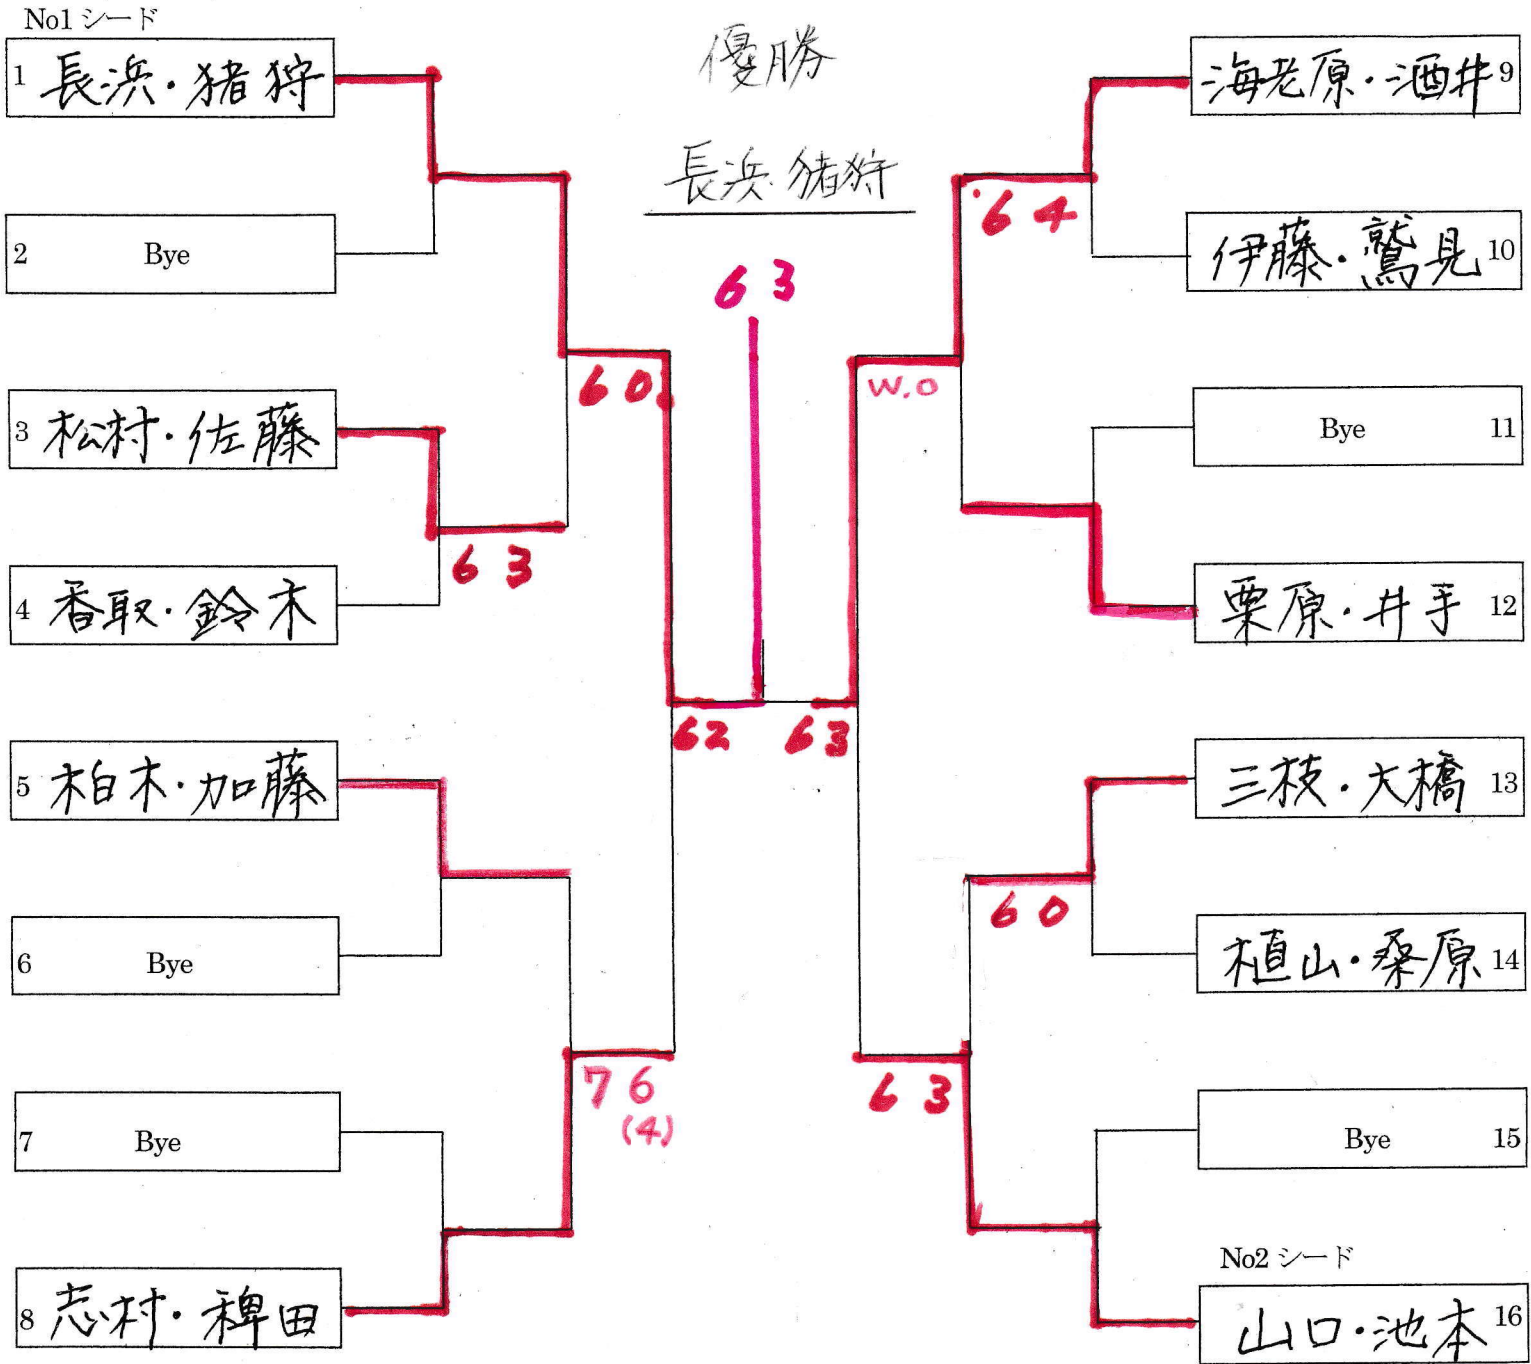 No1 シード
1 長浜・猪狩
2 Bye
3 松村・佐藤
4 香取・鈴木
5 柏木・加藤
6 Bye
7 Bye
8 志村・稗田
6 3
6 0
7 6
(4)
6 2
優勝
長浜・猪狩
6 3
6 3
6 4
W.O
6 0
6 3
海老原・酒井 9
伊藤・鷲見 10
Bye 11
栗原・井手 12
三枝・大橋 13
植山・桑原 14
Bye 15
No2 シード
山口・池本 16